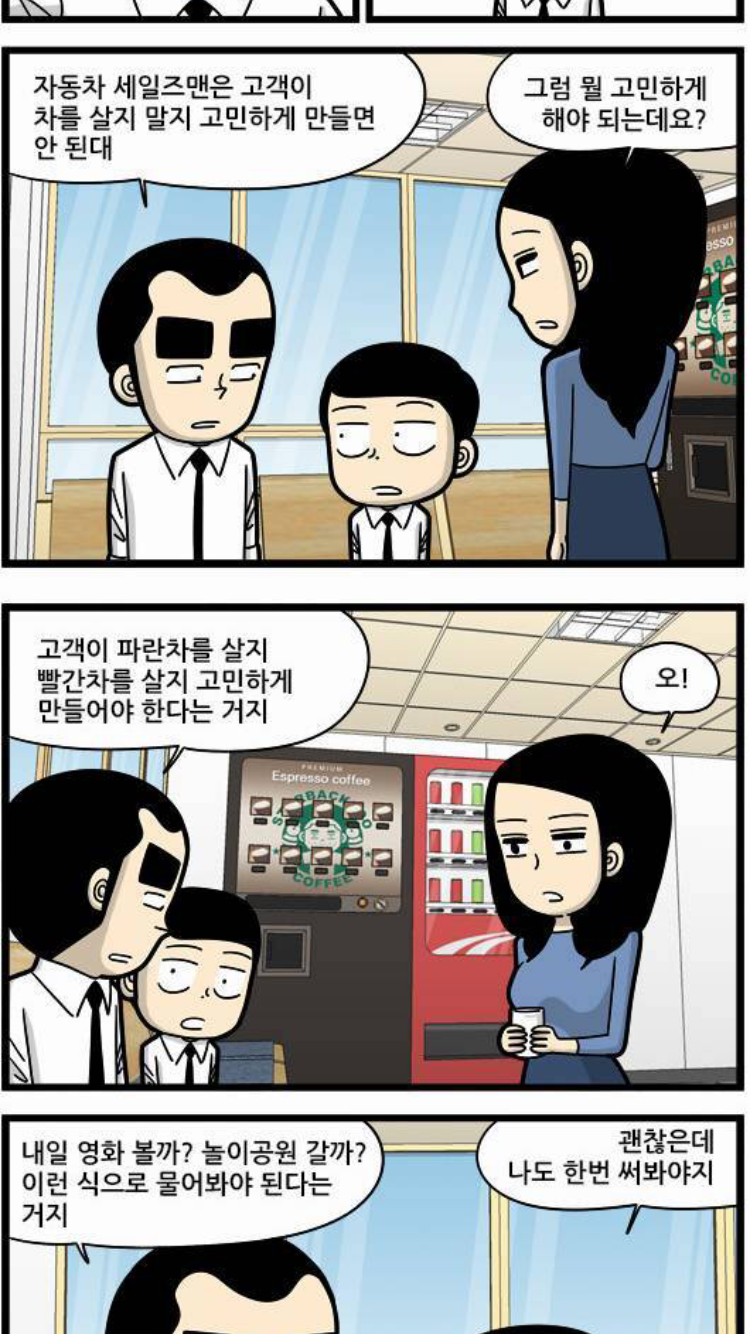 자동차 세일즈맨은 고객이
차를 살지 말지 고민하게 만들면
안 된대
그럼 뭘 고민하게
해야 되는데요?
고객이 파란차를 살지
빨간차를 살지 고민하게
만들어야 한다는 거지
오!
PREMIUM
Espresso coffee
COFFEE
내일 영화 볼까? 놀이공원 갈까?
이런 식으로 물어봐야 된다는
거지
괜찮은데
나도 한번 써봐야지